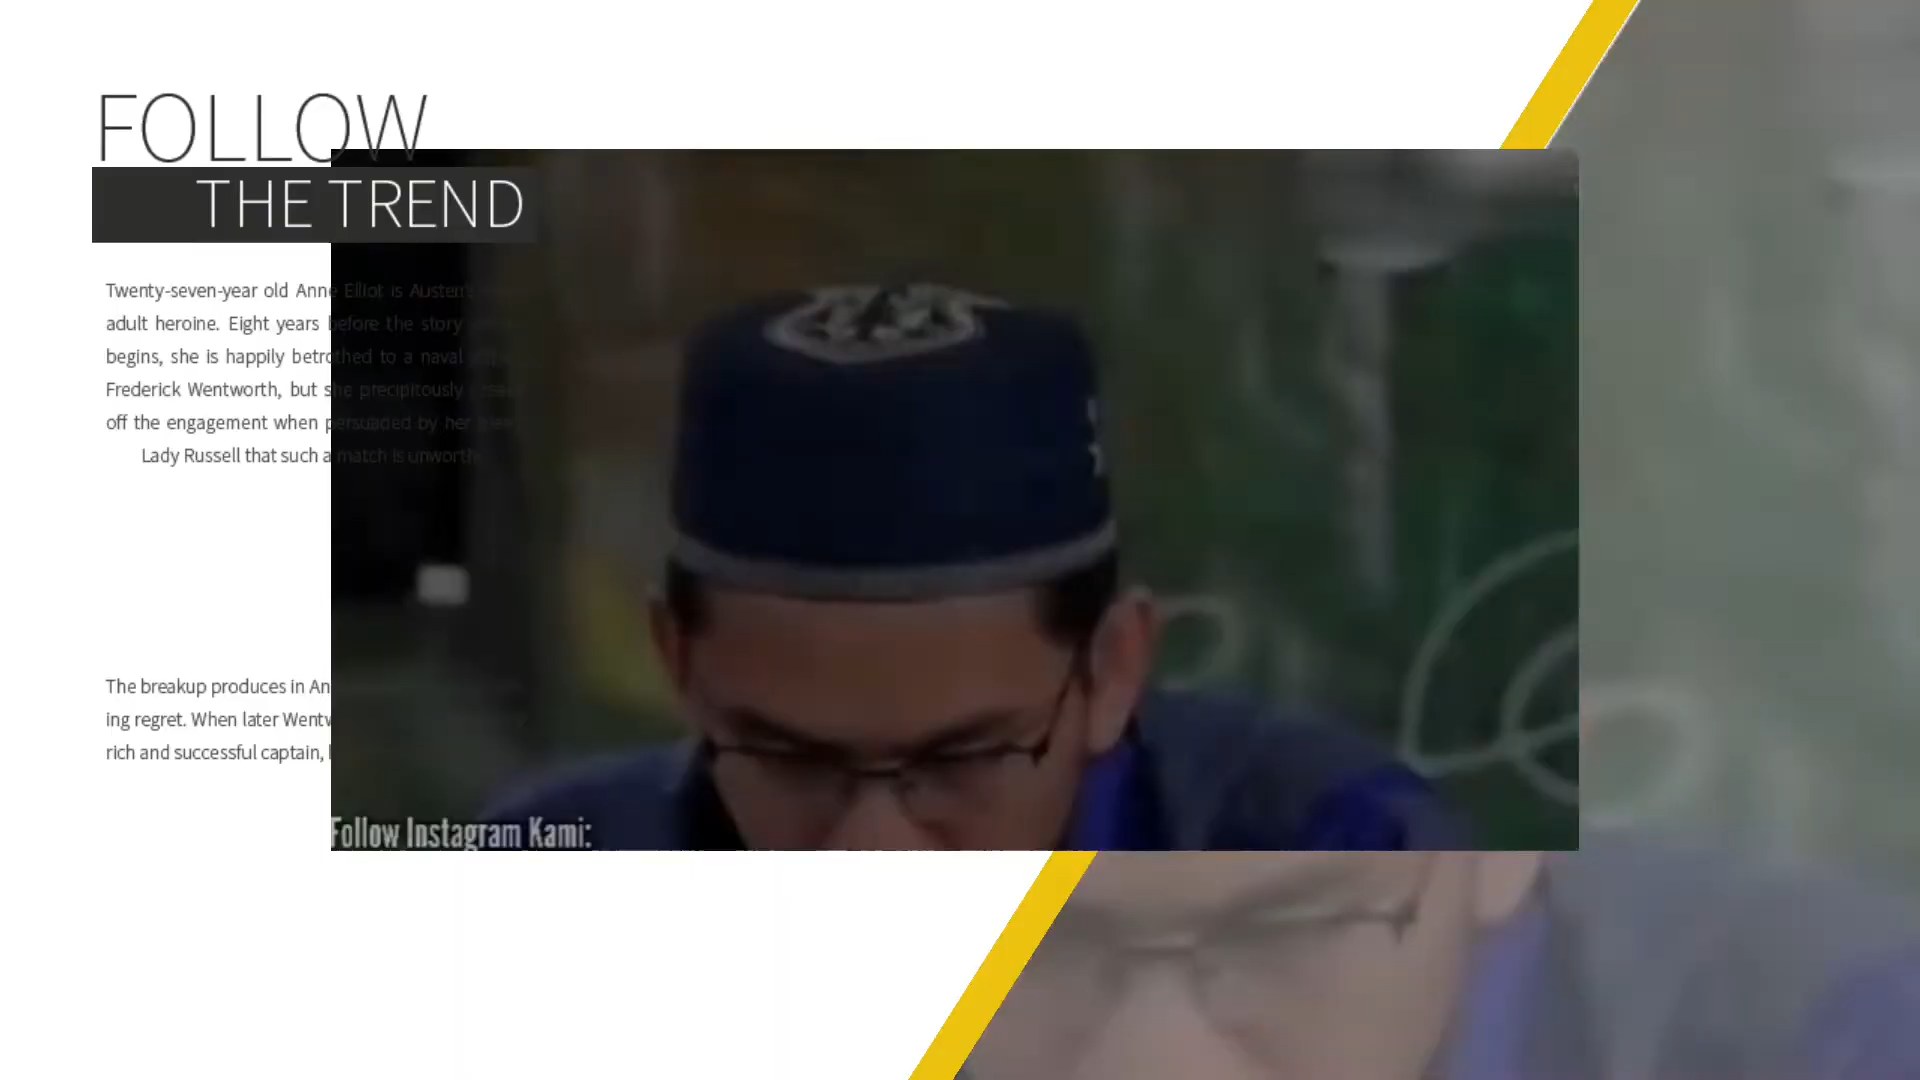 FOLLOW
THE TREND
Twenty-seven-year old Anne Elliot is Austen's
adult heroine. Eight years before the story
begins, she is happily betrothed to a naval
Frederick Wentworth, but she precipitously
off the engagement when persuaded by her
Lady Russell that such a match is unworthy
The breakup produces in
ing regret. When later
rich and successful captain,
Follow Instagram Kami: